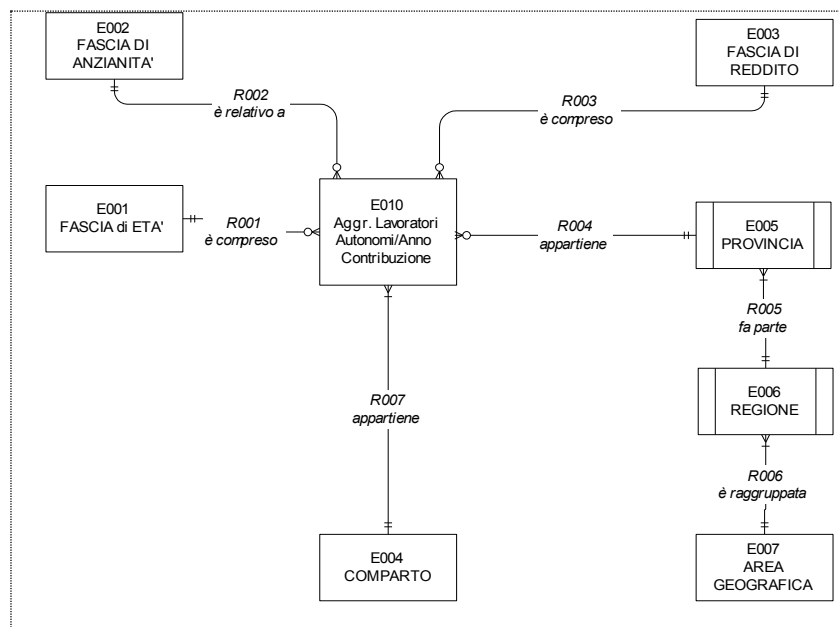 E002
FASCIA DI
ANZIANITA'
E003
FASCIA DI
REDDITO
R002
è relativo a
R003
è compreso
E001
FASCIA di ETA'
R001
è compreso
E010
Aggr. Lavoratori
Autonomi/Anno
Contribuzione
R004
appartiene
E005
PROVINCIA
R005
fa parte
R007
appartiene
E006
REGIONE
R006
è raggruppata
E004
COMPARTO
E007
AREA
GEOGRAFICA